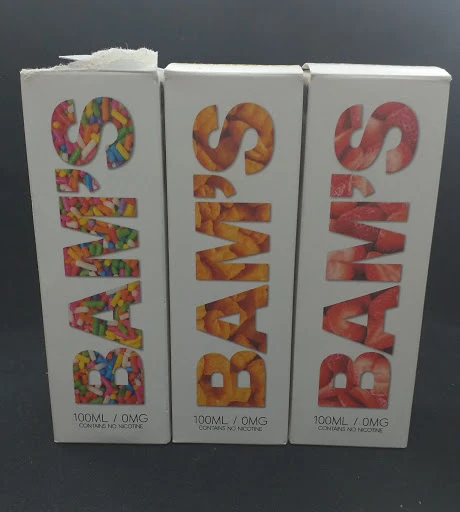 BAM'S
100ML / 0MG
CONTAINS NO NICOTINE
BAM'S
100ML / 0MG
CONTAINS NO NICOTINE
BAM'S
100ML / 0MG
CONTAINS NO NICOTINE